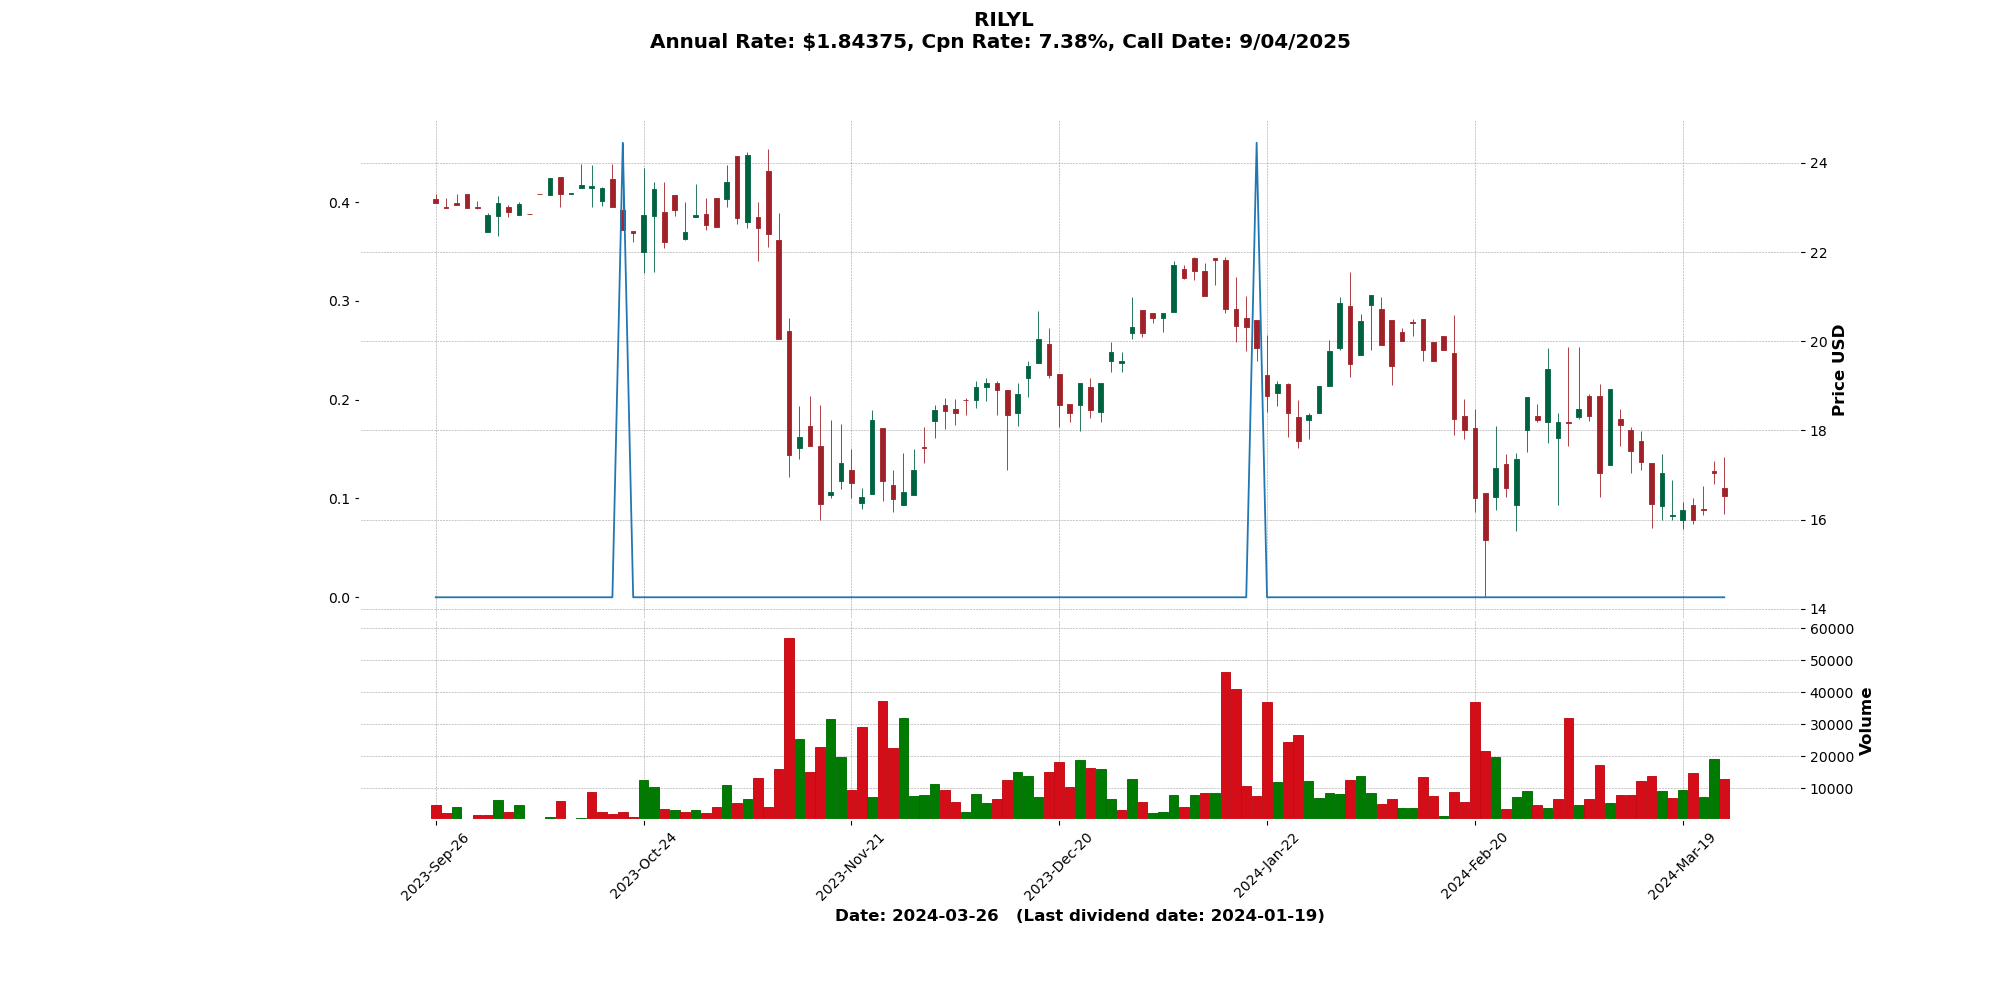 RILYL
Annual Rate: $1.84375, Cpn Rate: 7.38%, Call Date: 9/04/2025
0.4
0.3
0.2
0.1
0.0
24
22
20
18
16
14
Price USD
60000
50000
40000
30000
20000
10000
Volume
2023-Sep-26
2023-Oct-24
2023-Nov-21
2023-Dec-20
2024-Jan-22
2024-Feb-20
2024-Mar-19
Date: 2024-03-26   (Last dividend date: 2024-01-19)